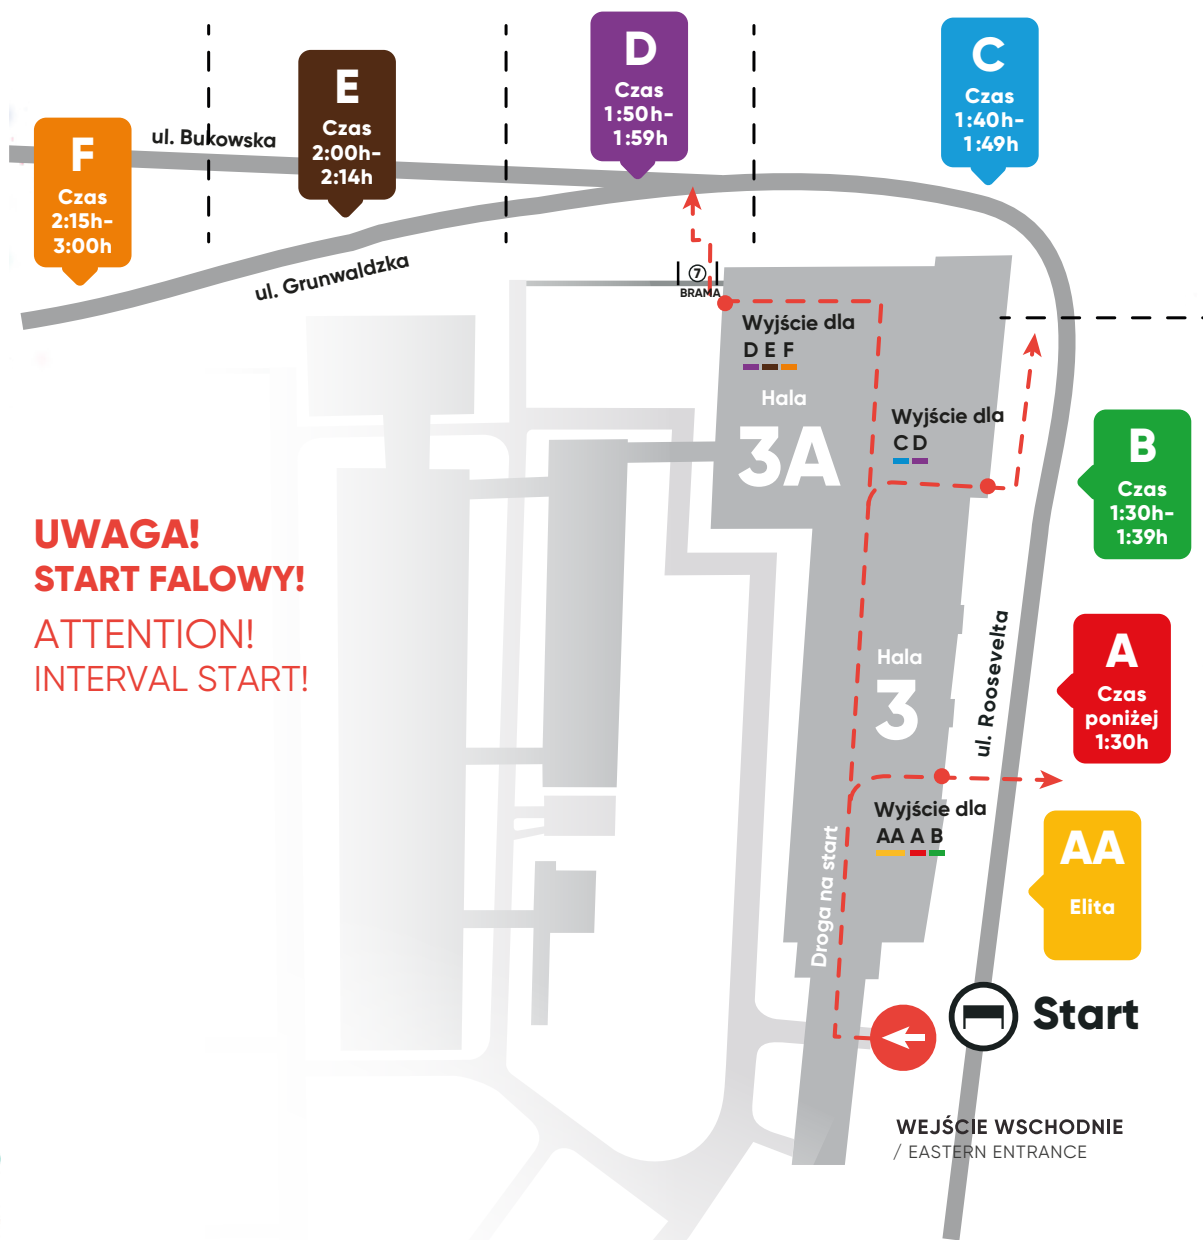 F
Czas
2:15h-
3:00h
ul. Bukowska
E
Czas
2:00h-
2:14h
D
Czas
1:50h-
1:59h
C
Czas
1:40h-
1:49h
ul. Grunwaldzka
7
BRAMA
Wyjście dla
D E F
Hala
3A
Wyjście dla
C D
B
Czas
1:30h-
1:39h
UWAGA!
START FALOWY!
ATTENTION!
INTERVAL START!
Hala
3
ul. Roosevelta
A
Czas
poniżej
1:30h
Wyjście dla
AA A B
Droga na start
AA
Elita
Start
WEJŚCIE WSCHODNIE
/ EASTERN ENTRANCE